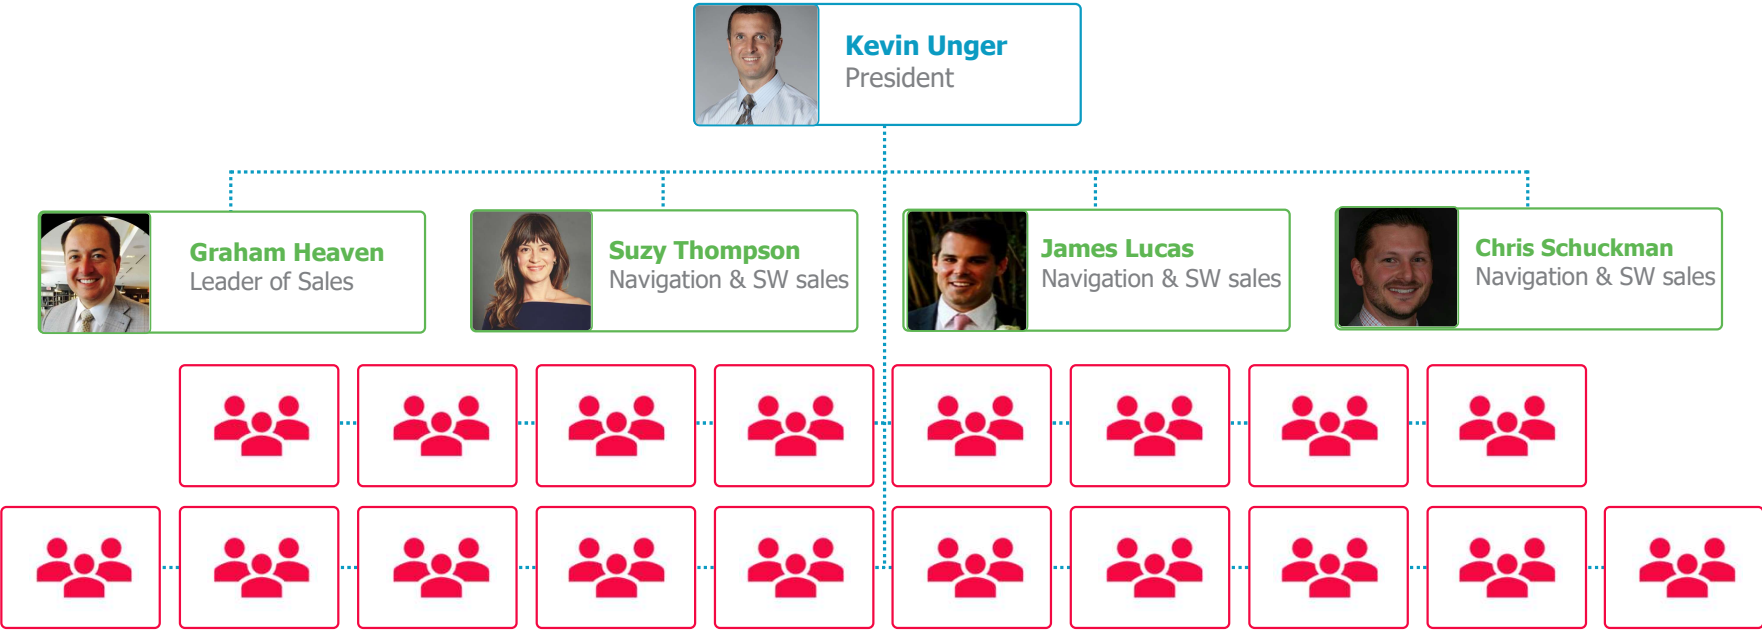 Kevin Unger
President
Graham Heaven
Leader of Sales
Suzy Thompson
Navigation & SW sales
James Lucas
Navigation & SW sales
Chris Schuckman
Navigation & SW sales